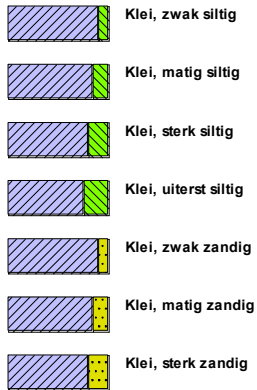 Klei, zwak siltig
Klei, matig siltig
Klei, sterk siltig
Klei, uiterst siltig
Klei, zwak zandig
Klei, matig zandig
Klei, sterk zandig